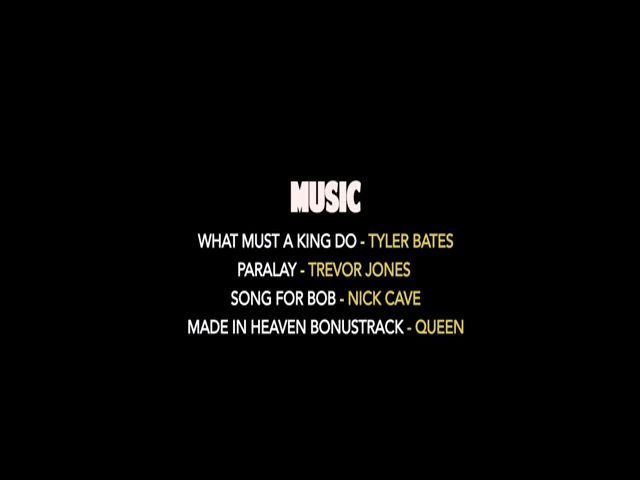 MUSIC
WHAT MUST A KING DO - TYLER BATES
PARALAY - TREVOR JONES
SONG FOR BOB - NICK CAVE
MADE IN HEAVEN BONUSTRACK - QUEEN